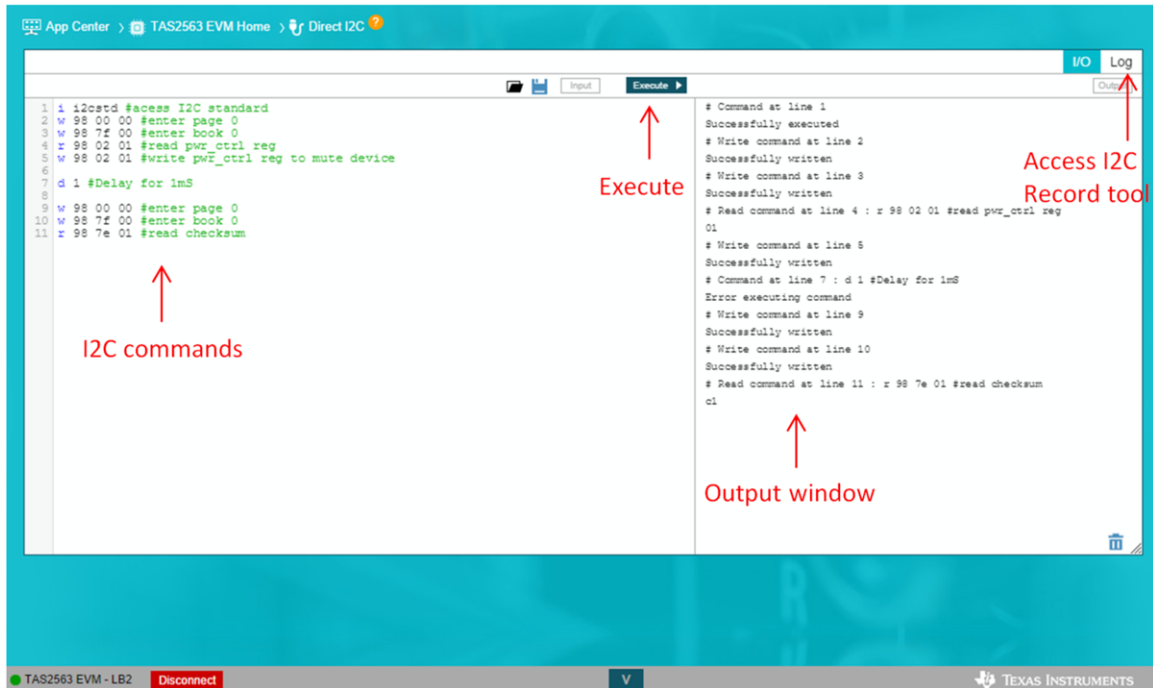 App Center > TAS2563 EVM Home > Direct I2C ?
I/O Log
Input Execute Output
1 i i2cstd #acess I2C standard
2 w 98 00 00 #enter page 0
3 w 98 7f 00 #enter book 0
4 r 98 02 01 #read pwr_ctrl reg
5 w 98 02 01 #write pwr_ctrl reg to mute device
6
7 d 1 #Delay for 1mS
8
9 w 98 00 00 #enter page 0
10 w 98 7f 00 #enter book 0
11 r 98 7e 01 #read checksum
I2C commands
Execute
# Command at line 1
Successfully executed
# Write command at line 2
Successfully written
# Write command at line 3
Successfully written
# Read command at line 4 : r 98 02 01 #read pwr_ctrl reg
01
# Write command at line 5
Successfully written
# Command at line 7 : d 1 #Delay for 1mS
Error executing command
# Write command at line 9
Successfully written
# Write command at line 10
Successfully written
# Read command at line 11 : r 98 7e 01 #read checksum
c1
Access I2C
Record tool
Output window
TAS2563 EVM - LB2 Disconnect V TEXAS INSTRUMENTS